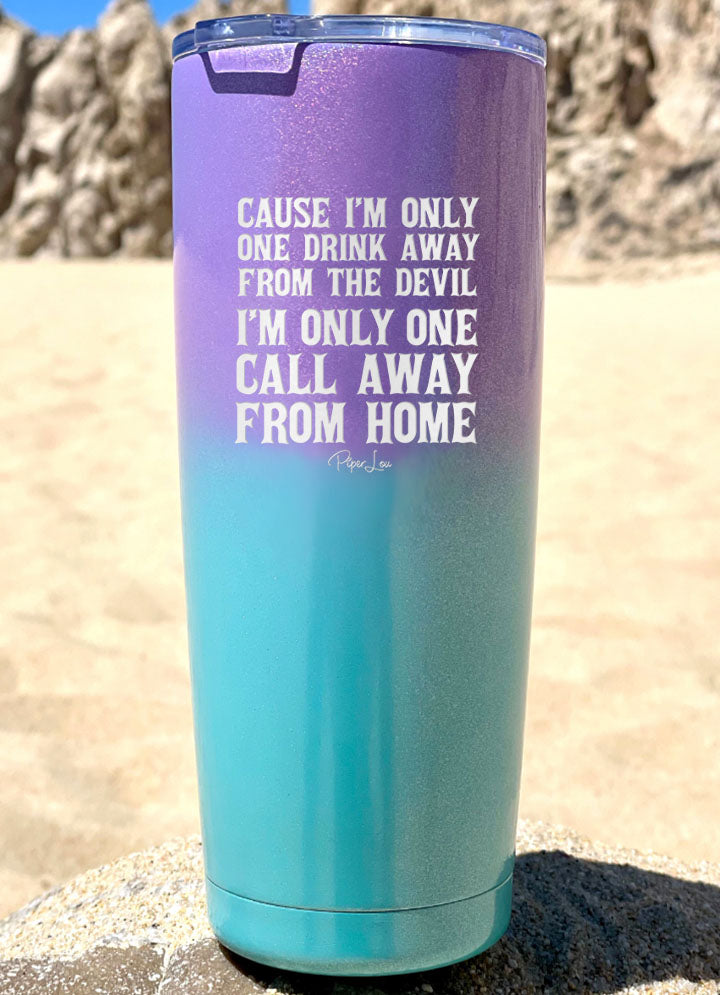 CAUSE I'M ONLY
ONE DRINK AWAY
FROM THE DEVIL
I'M ONLY ONE
CALL AWAY
FROM HOME
Piper Lou